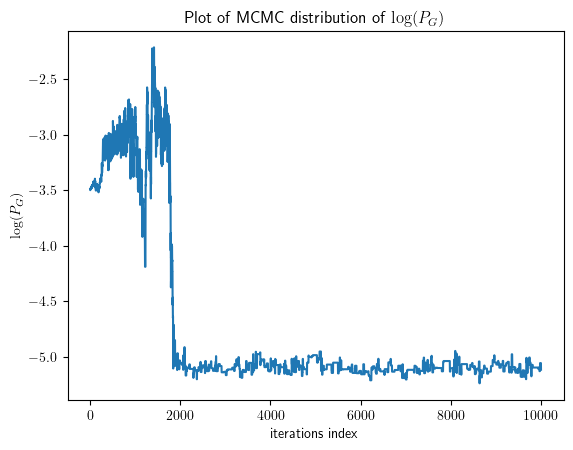 Plot of MCMC distribution of log(P_G)
−2.5
−3.0
−3.5
−4.0
−4.5
−5.0
log(P_G)
0 2000 4000 6000 8000 10000
iterations index